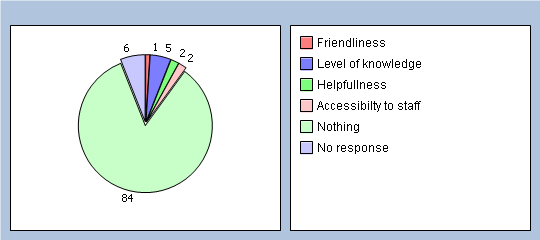 6 1 5 2 2
84
Friendliness
Level of knowledge
Helpfullness
Accessibilty to staff
Nothing
No response